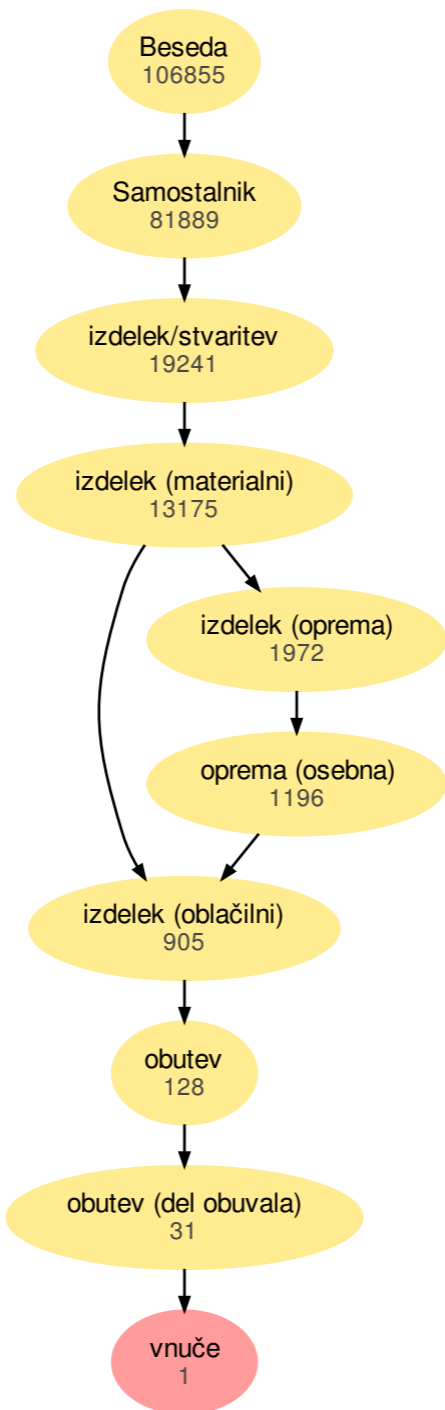 Beseda
106855
Samostalnik
81889
izdelek/stvaritev
19241
izdelek (materialni)
13175
izdelek (oprema)
1972
oprema (osebna)
1196
izdelek (oblačilni)
905
obutev
128
obutev (del obuvala)
31
vnuče
1